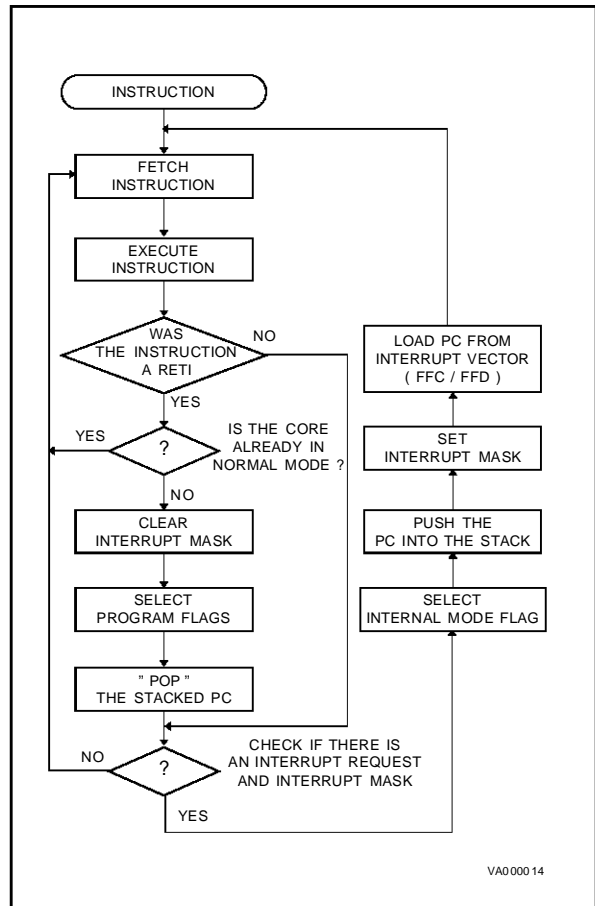 INSTRUCTION
FETCH
INSTRUCTION
EXECUTE
INSTRUCTION
WAS
THE INSTRUCTION
A RETI
NO
YES
YES
?
IS THE CORE
ALREADY IN
NORMAL MODE ?
NO
CLEAR
INTERRUPT MASK
SELECT
PROGRAM FLAGS
" POP "
THE STACKED PC
NO
?
CHECK IF THERE IS
AN INTERRUPT REQUEST
AND INTERRUPT MASK
YES
LOAD PC FROM
INTERRUPT VECTOR
( FFC / FFD )
SET
INTERRUPT MASK
PUSH THE
PC INTO THE STACK
SELECT
INTERNAL MODE FLAG
VA000014